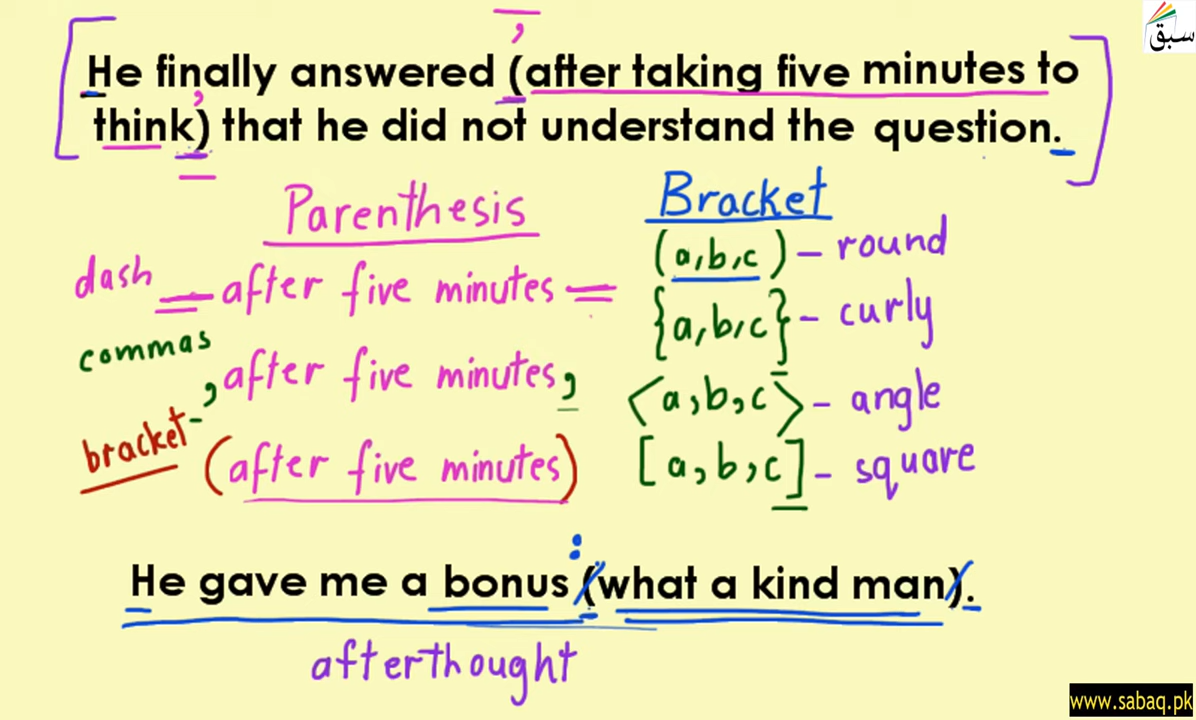 سبق
He finally answered (after taking five minutes to
think) that he did not understand the question.
Parenthesis
dash – after five minutes –
commas , after five minutes ,
bracket - (after five minutes)
Bracket
(a,b,c) – round
{a,b,c} – curly
<a,b,c> – angle
[a,b,c] – square
He gave me a bonus : (what a kind man).
afterthought
www.sabaq.pk